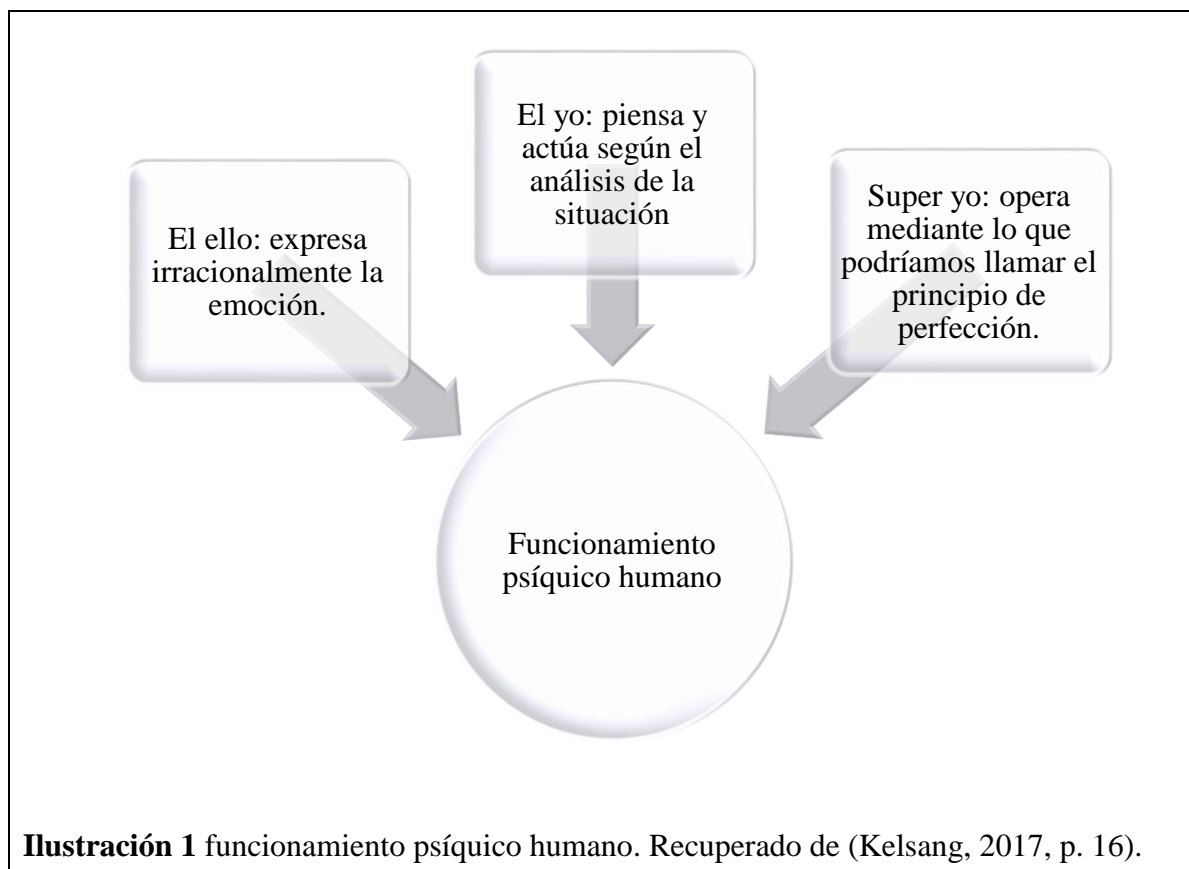 El ello: expresa
irracionalmente la
emoción.
El yo: piensa y
actúa según el
análisis de la
situación
Super yo: opera
mediante lo que
podríamos llamar el
principio de
perfección.
Funcionamiento
psíquico humano
Ilustración 1 funcionamiento psíquico humano. Recuperado de (Kelsang, 2017, p. 16).